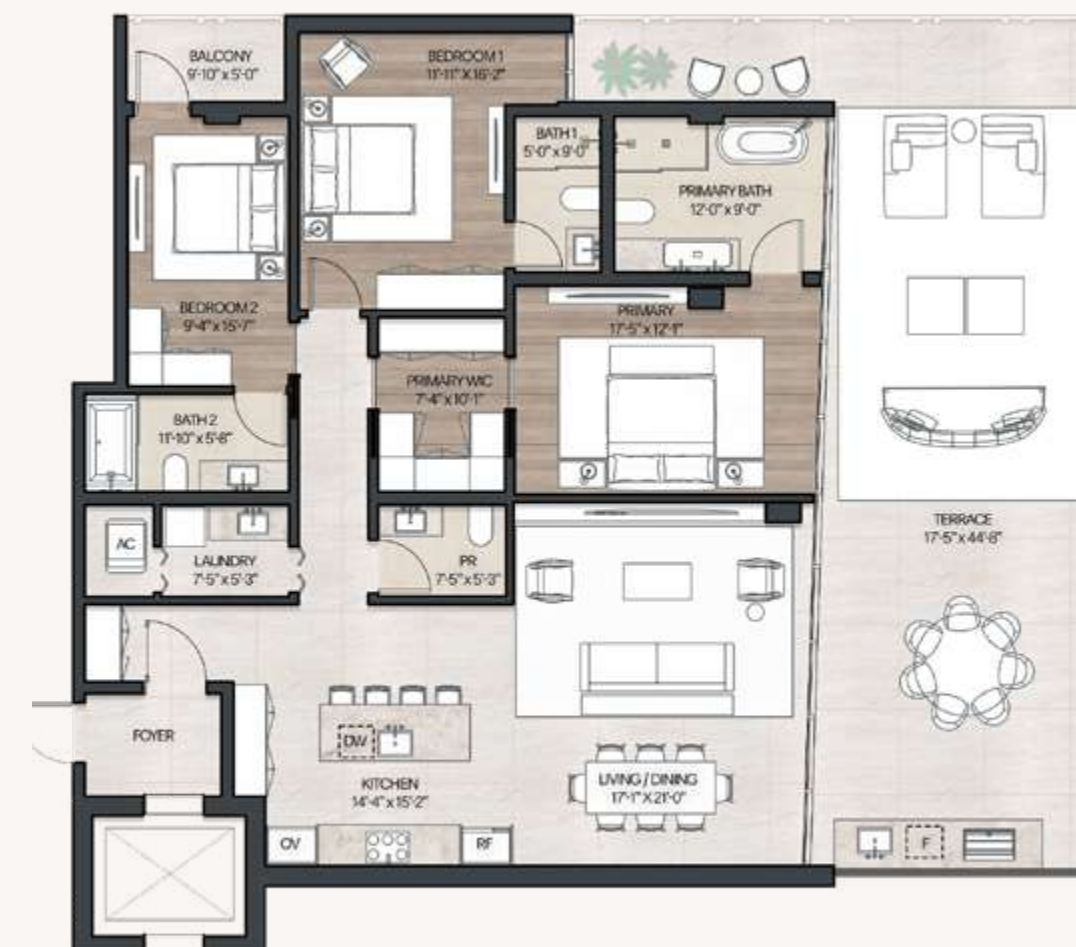 BALCONY
9'-10" x 5'-0"
BEDROOM 1
11'-11" X 16'-2"
BATH 1
5'-0" x 9'-0"
PRIMARY BATH
12'-0" x 9'-0"
BEDROOM 2
9'-4" x 15'-7"
PRIMARY
17'-5" x 12'-1"
PRIMARY WIC
7'-4" x 10'-1"
BATH 2
11'-10" x 5'-8"
TERRACE
17'-5" x 44'-8"
AC
LAUNDRY
7'-5" x 5'-3"
PR
7'-5" x 5'-3"
FOYER
DW
KITCHEN
14'-4" x 15'-2"
LIVING / DINING
17'-1" X 21'-0"
OV
RF
F